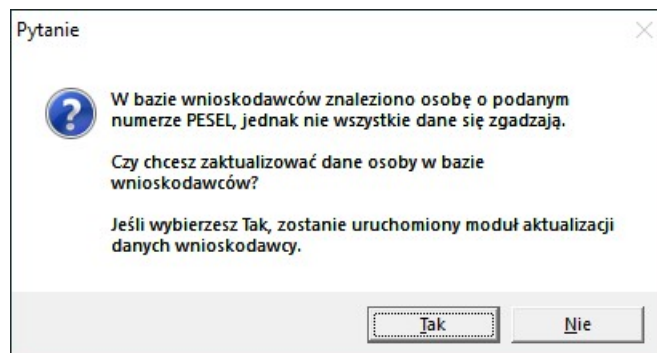 Pytanie
W bazie wnioskodawców znaleziono osobę o podanym
numerze PESEL, jednak nie wszystkie dane się zgadzają.
Czy chcesz zaktualizować dane osoby w bazie
wnioskodawców?
Jeśli wybierzesz Tak, zostanie uruchomiony moduł aktualizacji
danych wnioskodawcy.
Tak
Nie